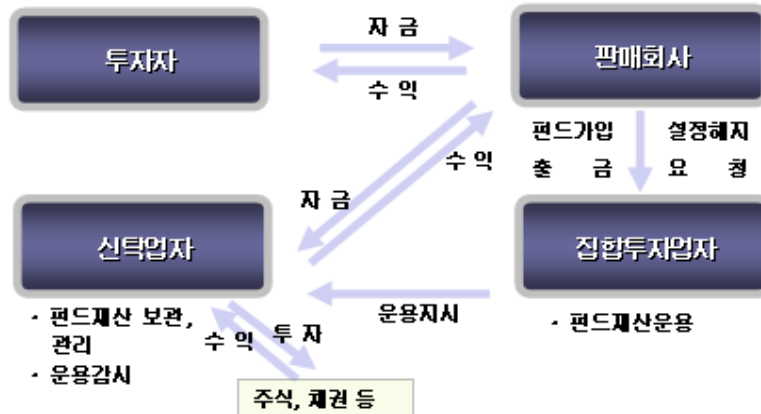 투자자
자 금
수 익
판매회사
펀드가입 설정해지
출 금 요 청
수 익
자 금
신탁업자
집합투자업자
운용지시
· 펀드재산 보관,
관리
· 운용감시
수 익
투 자
· 펀드재산운용
주식, 채권 등